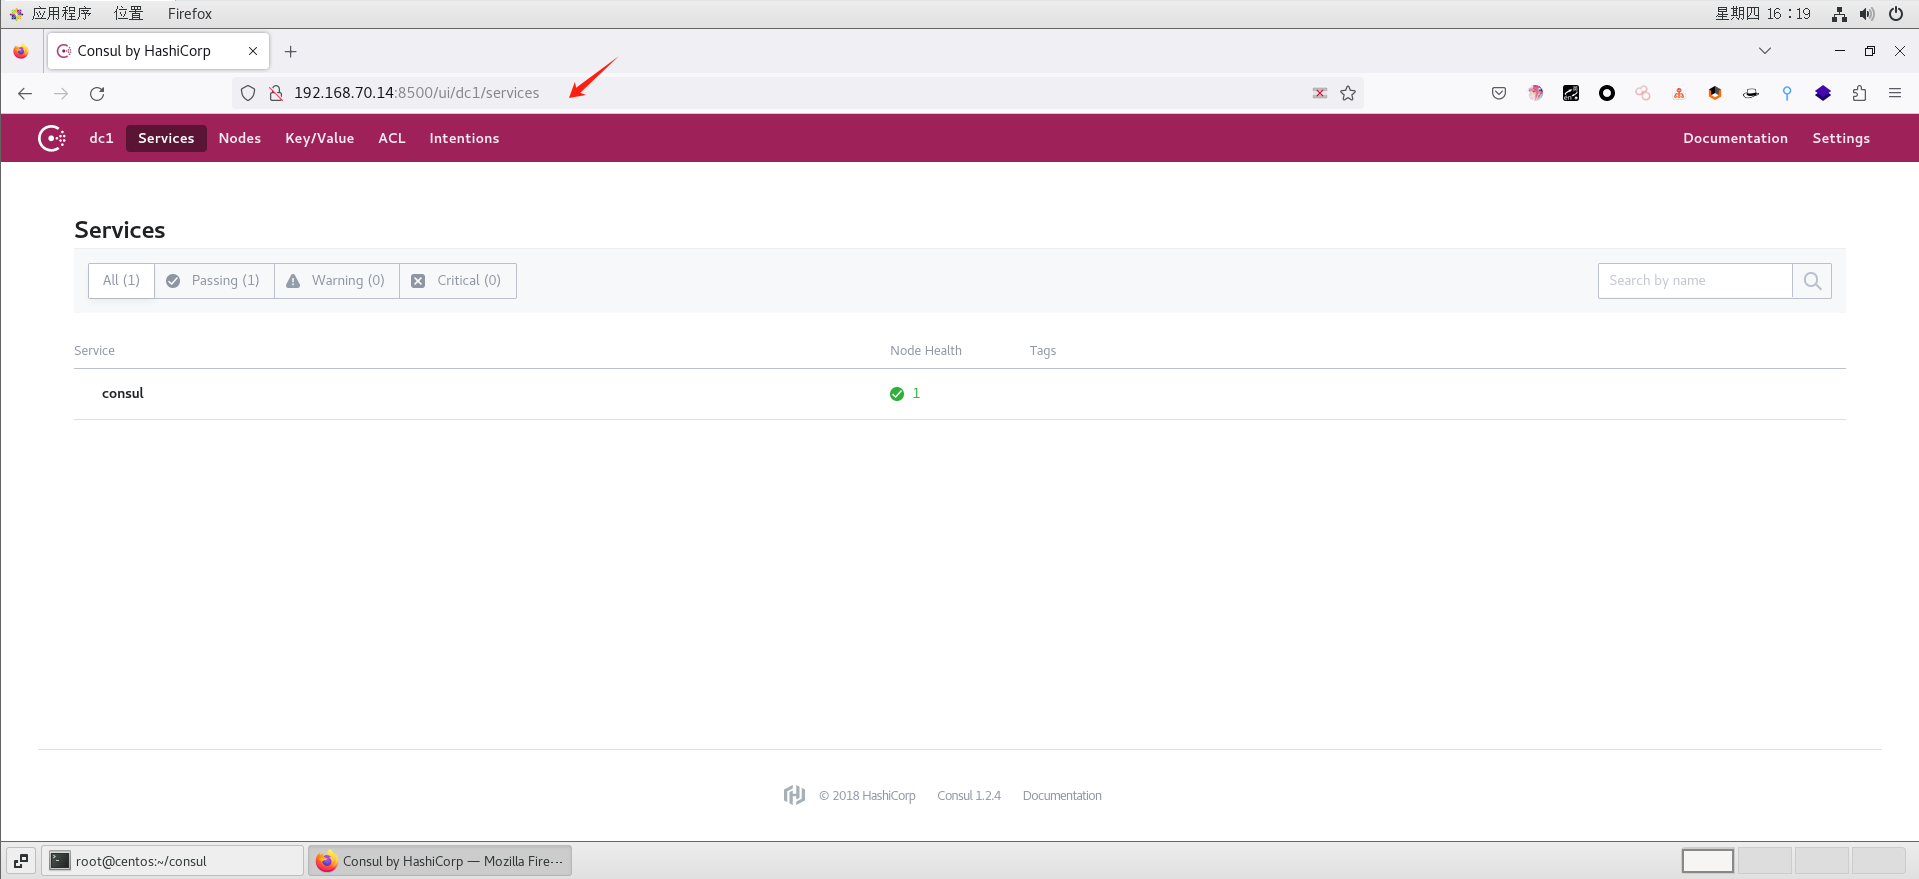 应用程序 位置 Firefox 星期四 16：19
Consul by HashiCorp
192.168.70.14:8500/ui/dc1/services
dc1 Services Nodes Key/Value ACL Intentions Documentation Settings
Services
All (1) Passing (1) Warning (0) Critical (0) Search by name
Service Node Health Tags
consul 1
© 2018 HashiCorp Consul 1.2.4 Documentation
root@centos:~/consul Consul by HashiCorp — Mozilla Fire···